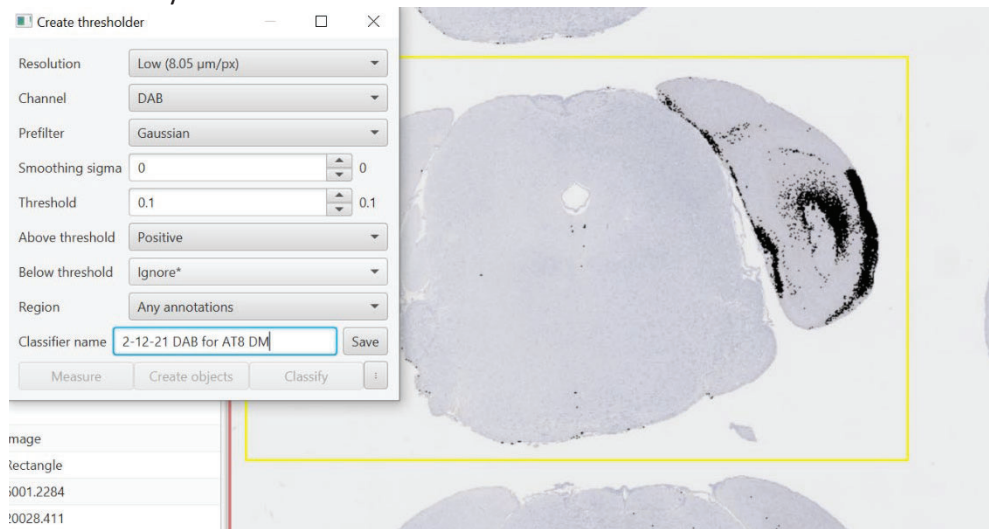 Create thresholder
Resolution Low (8.05 µm/px)
Channel DAB
Prefilter Gaussian
Smoothing sigma 0 0
Threshold 0.1 0.1
Above threshold Positive
Below threshold Ignore*
Region Any annotations
Classifier name 2-12-21 DAB for AT8 DM Save
Measure Create objects Classify
mage
Rectangle
5001.2284
20028.411